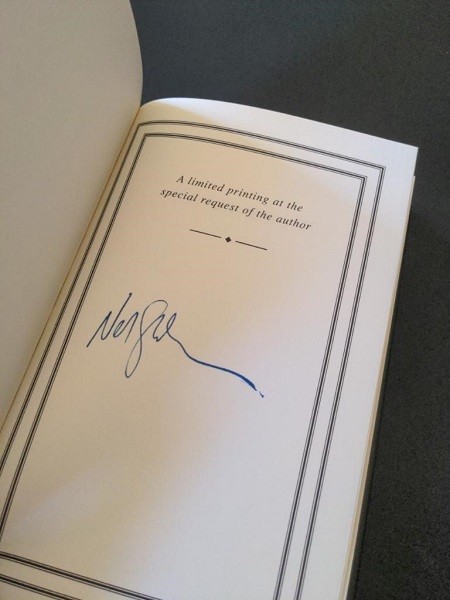 A limited printing at the
special request of the author